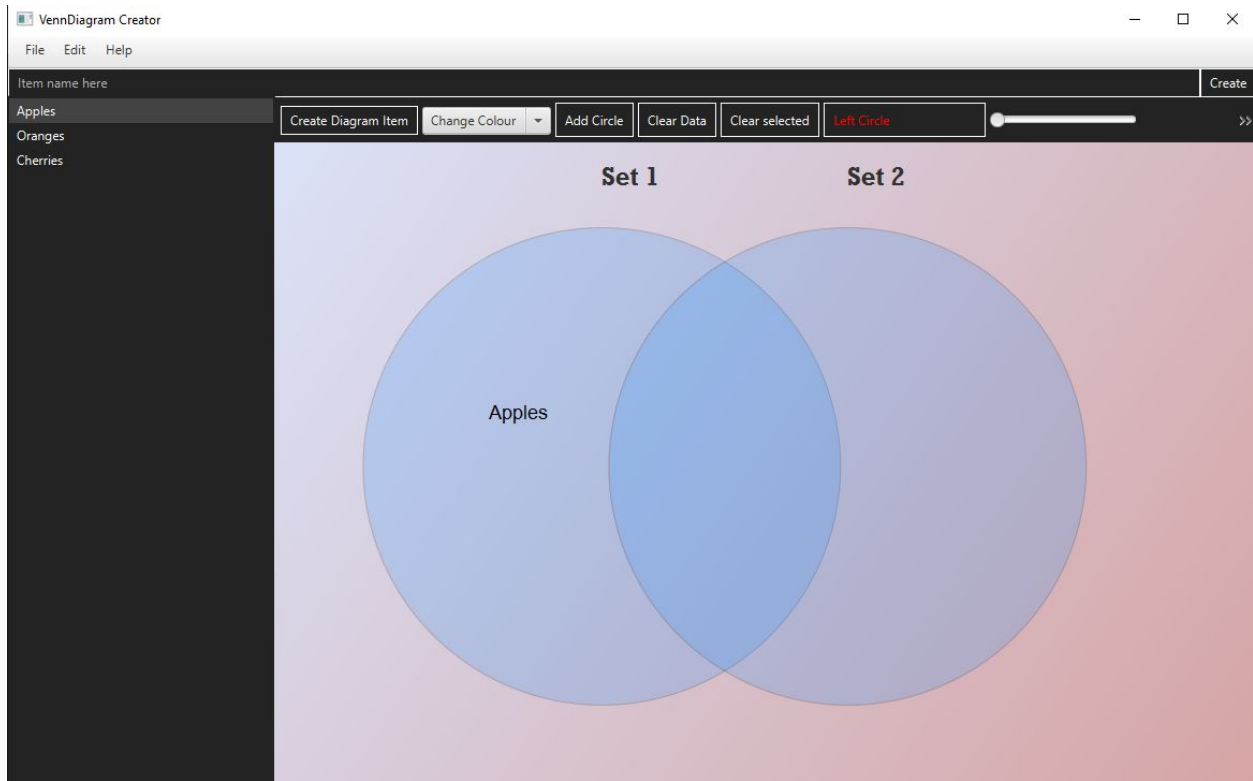 VennDiagram Creator
File Edit Help
Item name here Create
Apples
Oranges
Cherries
Create Diagram Item Change Colour Add Circle Clear Data Clear selected Left Circle >>
Set 1 Set 2
Apples